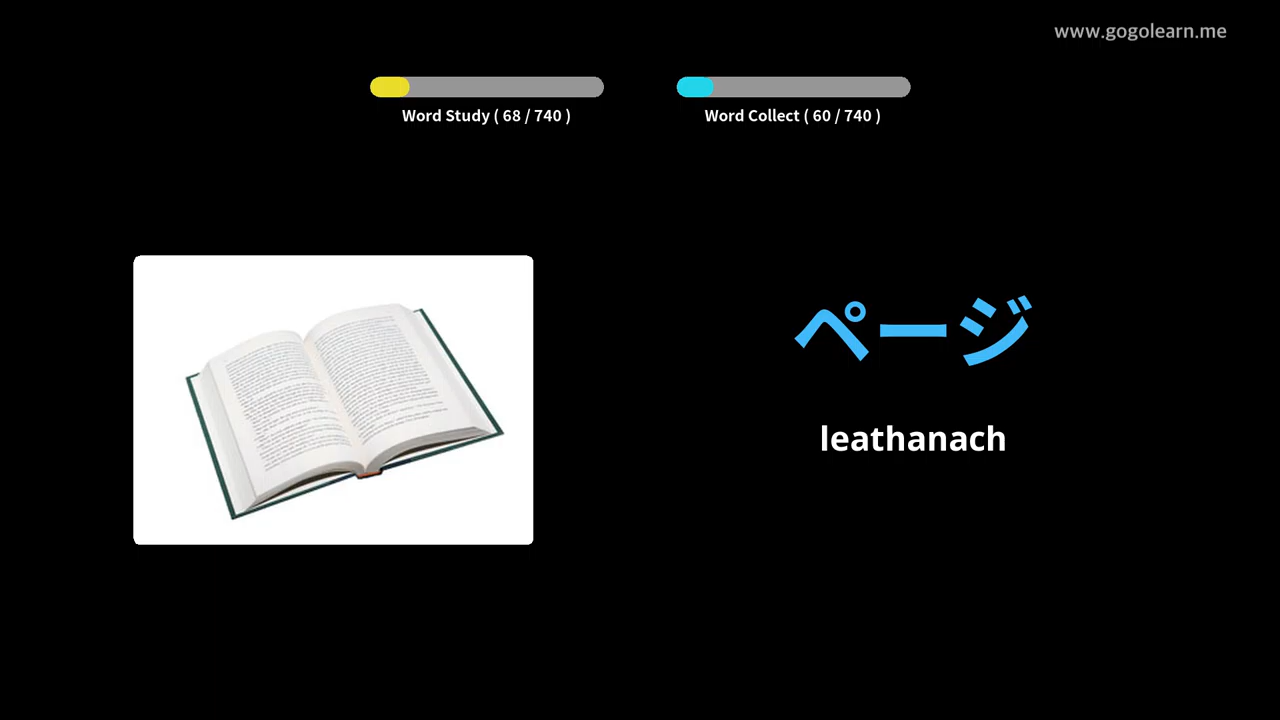 www.gogolearn.me
Word Study ( 68 / 740 )
Word Collect ( 60 / 740 )
ページ
leathanach